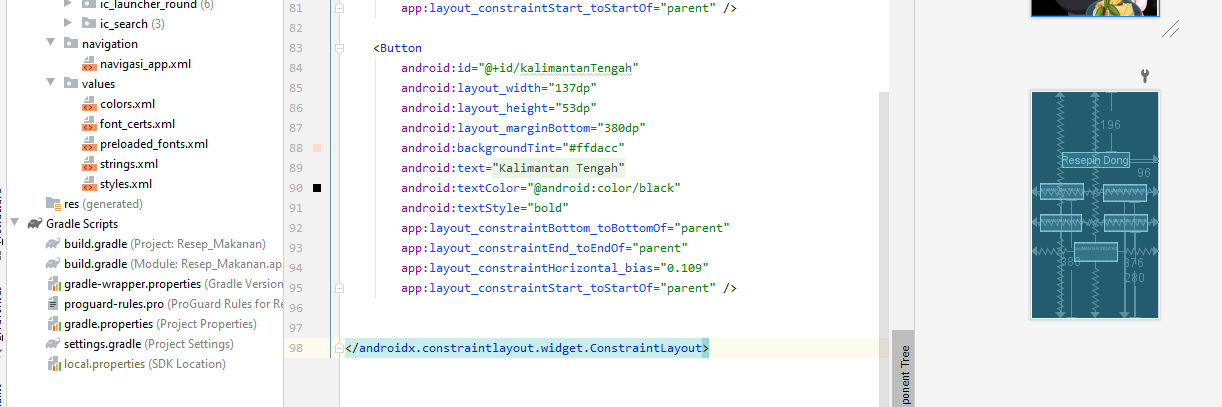 ic_launcher_round (6)
ic_search (3)
navigation
navigasi_app.xml
values
colors.xml
font_certs.xml
preloaded_fonts.xml
strings.xml
styles.xml
res (generated)
Gradle Scripts
build.gradle (Project: Resep_Makanan)
build.gradle (Module: Resep_Makanan.ap
gradle-wrapper.properties (Gradle Version
proguard-rules.pro (ProGuard Rules for Re
gradle.properties (Project Properties)
settings.gradle (Project Settings)
local.properties (SDK Location)
81 app:layout_constraintStart_toStartOf="parent" />
82
83 <Button
84 android:id="@+id/kalimantanTengah"
85 android:layout_width="137dp"
86 android:layout_height="53dp"
87 android:layout_marginBottom="380dp"
88 android:backgroundTint="#ffdacc"
89 android:text="Kalimantan Tengah"
90 android:textColor="@android:color/black"
91 android:textStyle="bold"
92 app:layout_constraintBottom_toBottomOf="parent"
93 app:layout_constraintEnd_toEndOf="parent"
94 app:layout_constraintHorizontal_bias="0.109"
95 app:layout_constraintStart_toStartOf="parent" />
96
97
98 </androidx.constraintlayout.widget.ConstraintLayout>
ponent Tree
196
Resepin Dong
96
380
376
280